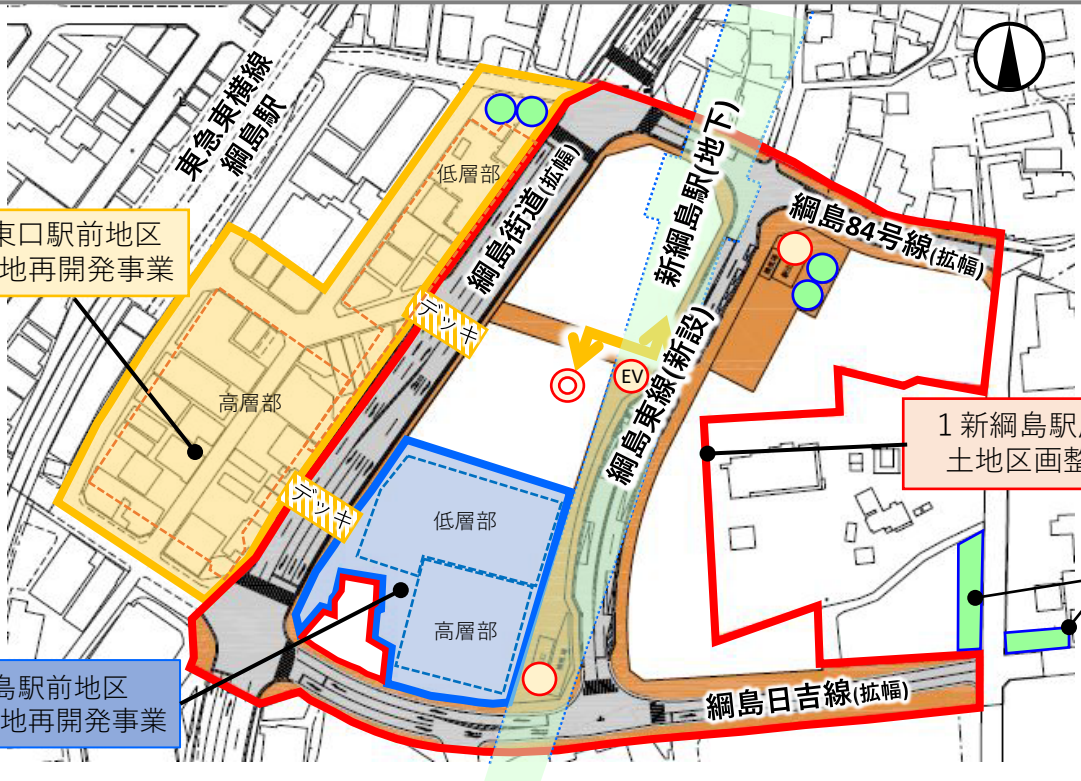 東急東横線
綱島駅
低層部
綱島街道(拡幅)
新綱島駅(地下)
綱島84号線(拡幅)
東口駅前地区
地再開発事業
デッキ
高層部
EV
綱島東線(新設)
1 新綱島駅
土地区画整
デッキ
低層部
高層部
島駅前地区
地再開発事業
綱島日吉線(拡幅)